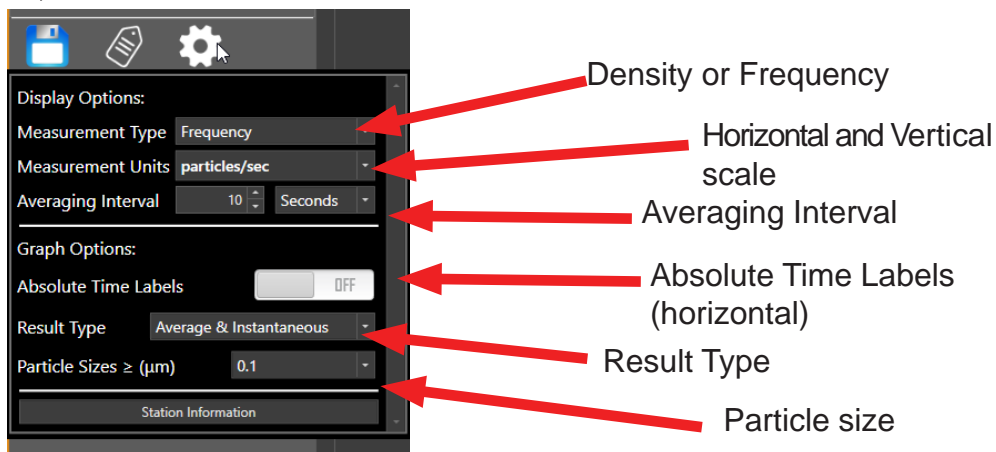 Display Options:
Measurement Type Frequency
Measurement Units particles/sec
Averaging Interval 10 Seconds
Graph Options:
Absolute Time Labels OFF
Result Type Average & Instantaneous
Particle Sizes ≥ (μm) 0.1
Station Information
Density or Frequency
Horizontal and Vertical
scale
Averaging Interval
Absolute Time Labels
(horizontal)
Result Type
Particle size